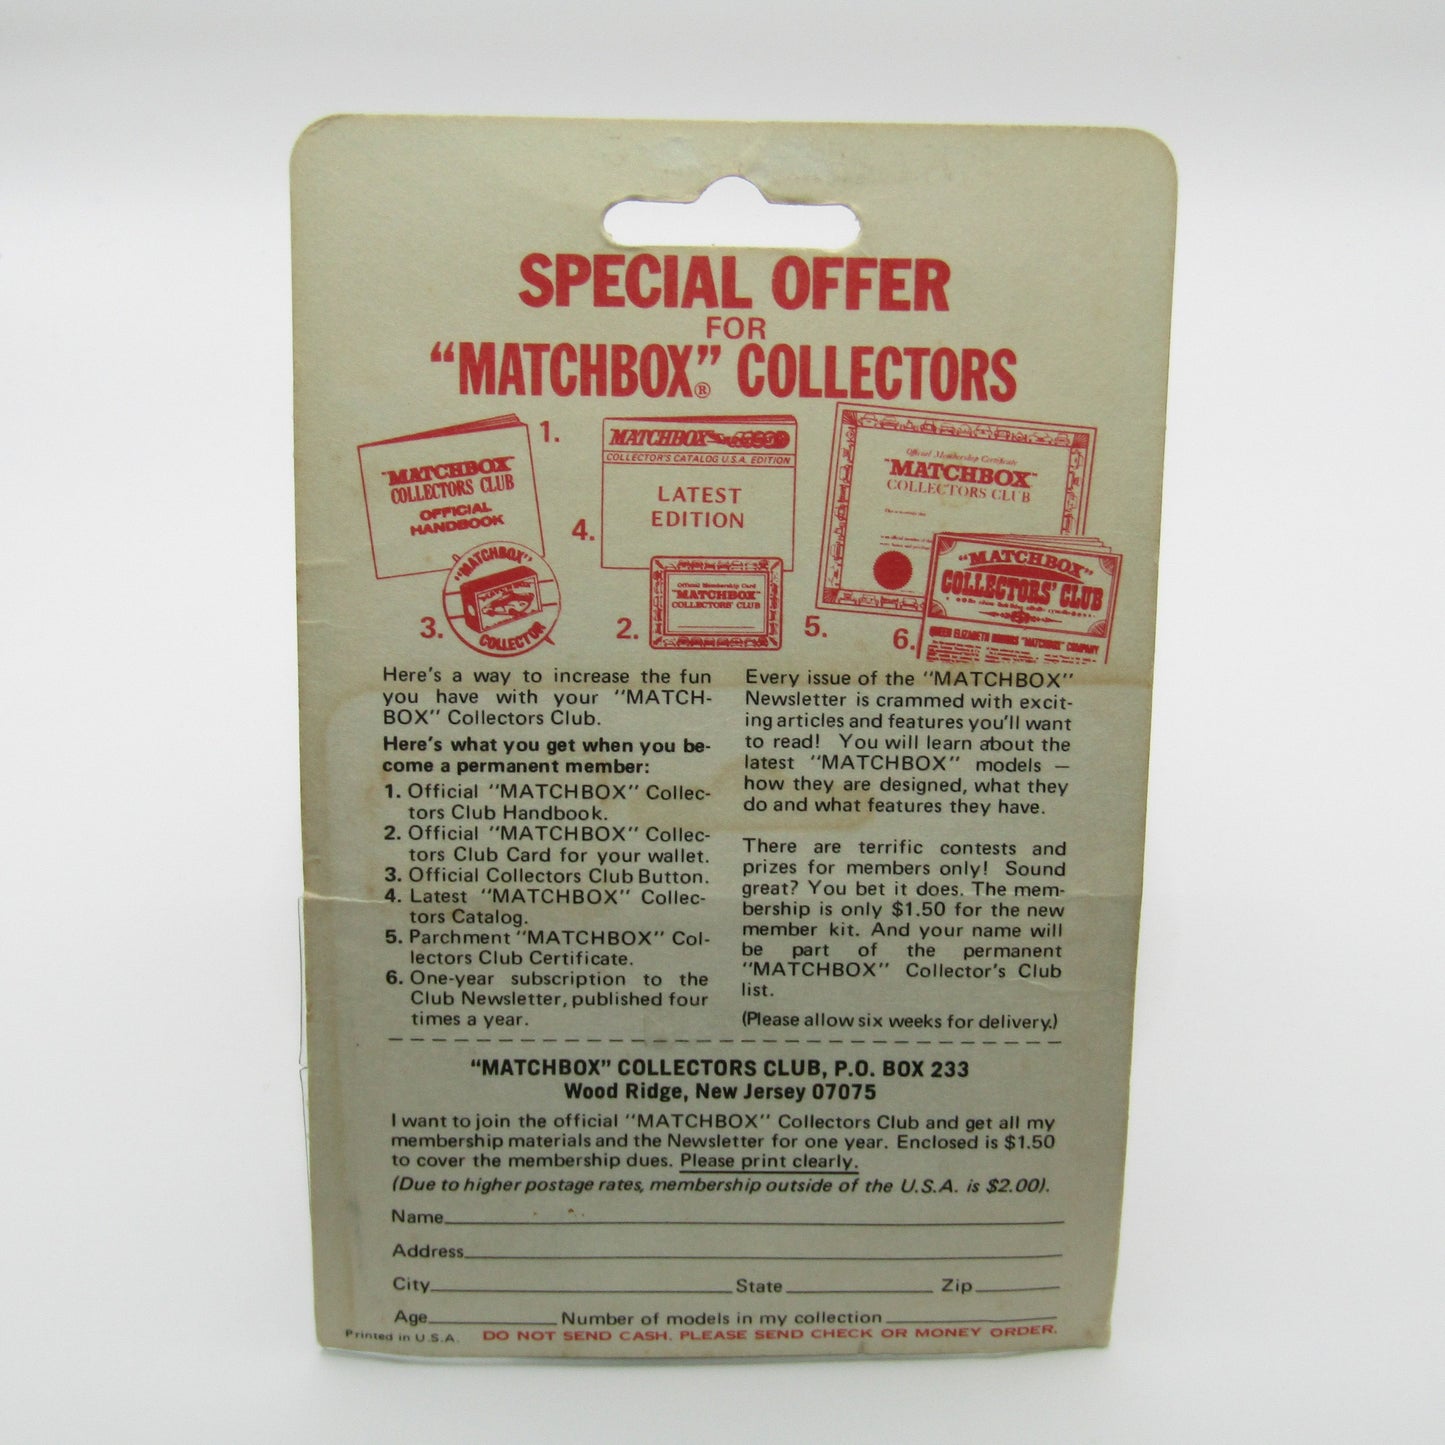 SPECIAL OFFER
FOR
"MATCHBOX"® COLLECTORS
"MATCHBOX"
COLLECTORS CLUB
OFFICIAL
HANDBOOK
1.
MATCHBOX
COLLECTOR'S CATALOG U.S.A. EDITION
LATEST
EDITION
4.
Official Membership Certificate
"MATCHBOX"
COLLECTORS CLUB
5.
"MATCHBOX"
COLLECTOR
3.
Official Membership Card
"MATCHBOX"
COLLECTORS' CLUB
2.
"MATCHBOX"
COLLECTORS' CLUB
QUEEN ELIZABETH HONORS "MATCHBOX" COMPANY
6.
Here's a way to increase the fun
you have with your "MATCH-
BOX" Collectors Club.
Here's what you get when you be-
come a permanent member:
1. Official "MATCHBOX" Collec-
tors Club Handbook.
2. Official "MATCHBOX" Collec-
tors Club Card for your wallet.
3. Official Collectors Club Button.
4. Latest "MATCHBOX" Collec-
tors Catalog.
5. Parchment "MATCHBOX" Col-
lectors Club Certificate.
6. One-year subscription to the
Club Newsletter, published four
times a year.
Every issue of the "MATCHBOX"
Newsletter is crammed with excit-
ing articles and features you'll want
to read! You will learn about the
latest "MATCHBOX" models —
how they are designed, what they
do and what features they have.
There are terrific contests and
prizes for members only! Sound
great? You bet it does. The mem-
bership is only $1.50 for the new
member kit. And your name will
be part of the permanent
"MATCHBOX" Collector's Club
list.
(Please allow six weeks for delivery.)
"MATCHBOX" COLLECTORS CLUB, P.O. BOX 233
Wood Ridge, New Jersey 07075
I want to join the official "MATCHBOX" Collectors Club and get all my
membership materials and the Newsletter for one year. Enclosed is $1.50
to cover the membership dues. Please print clearly.
(Due to higher postage rates, membership outside of the U.S.A. is $2.00).
Name
Address
City State Zip
Age Number of models in my collection
Printed in U.S.A. DO NOT SEND CASH. PLEASE SEND CHECK OR MONEY ORDER.